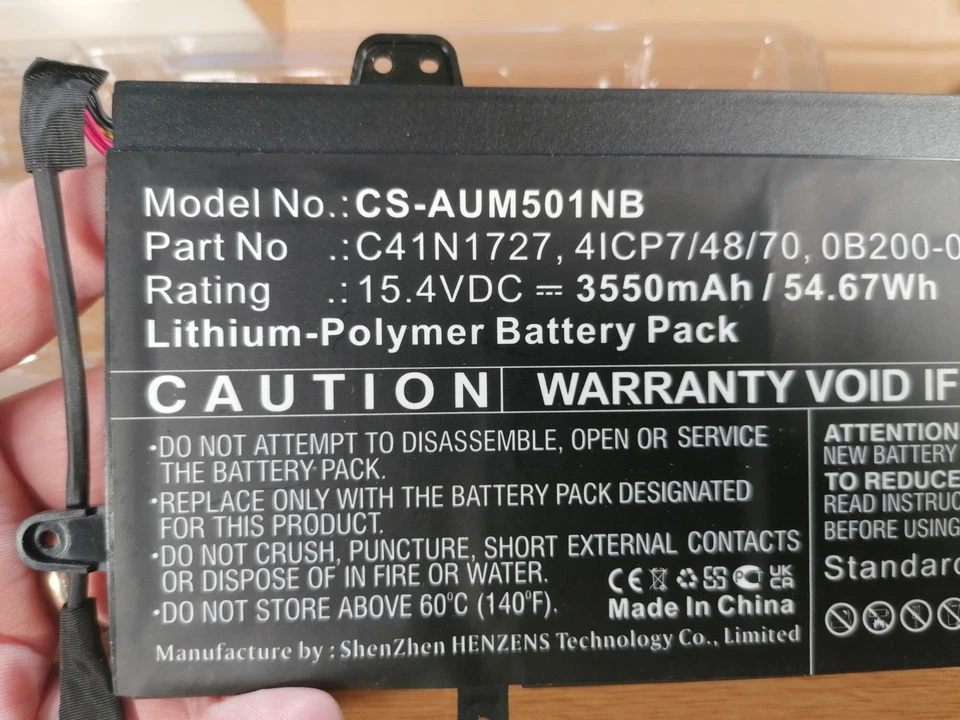 Model No.:CS-AUM501NB
Part No .:C41N1727, 4ICP7/48/70, 0B200-0
Rating .:15.4VDC ⎓ 3550mAh / 54.67Wh
Lithium-Polymer Battery Pack
CAUTION
WARRANTY VOID IF
•DO NOT ATTEMPT TO DISASSEMBLE, OPEN OR SERVICE
THE BATTERY PACK.
•REPLACE ONLY WITH THE BATTERY PACK DESIGNATED
FOR THIS PRODUCT.
•DO NOT CRUSH, PUNCTURE, SHORT EXTERNAL CONTACTS
OR DISPOSE OF IN FIRE OR WATER.
•DO NOT STORE ABOVE 60°C (140°F).
CE UK CA
Made In China
Manufacture by : ShenZhen HENZENS Technology Co., Limited
ATTENTION
NEW BATTERY
TO REDUCE
READ INSTRUC
BEFORE USING
Standard